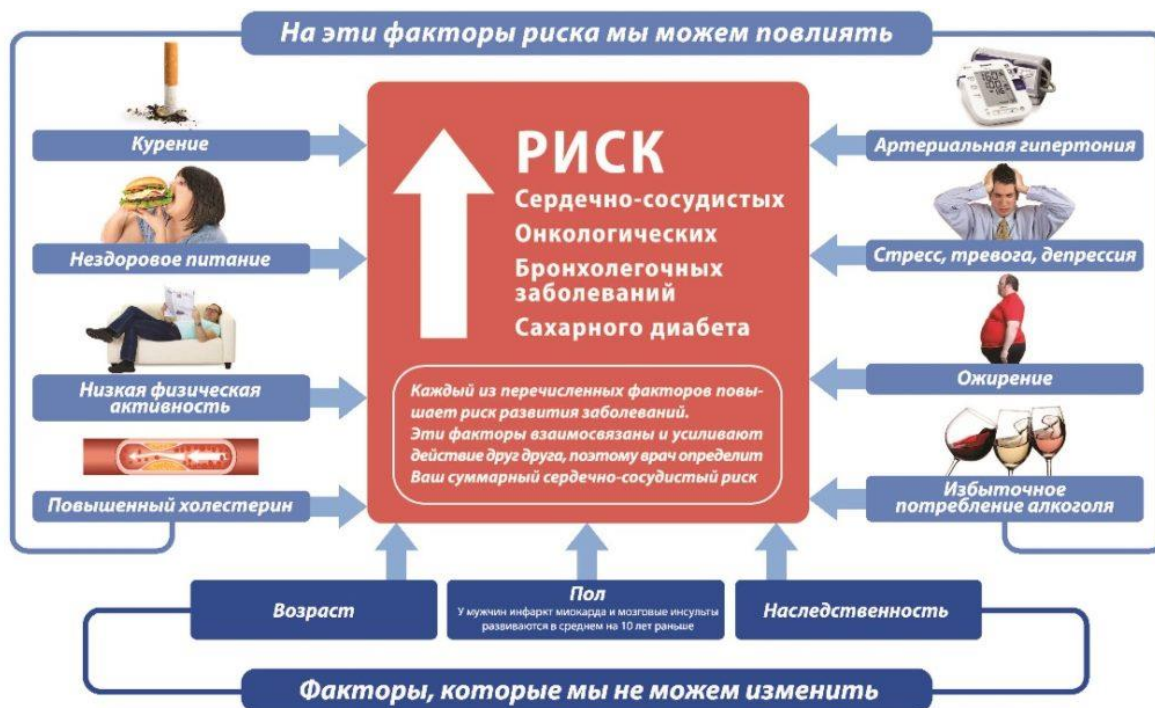 На эти факторы риска мы можем повлиять
Курение
Нездоровое питание
Низкая физическая
активность
Повышенный холестерин
РИСК
Сердечно-сосудистых
Онкологических
Бронхолегочных
заболеваний
Сахарного диабета
Каждый из перечисленных факторов повы-
шает риск развития заболеваний.
Эти факторы взаимосвязаны и усиливают
действие друг друга, поэтому врач определит
Ваш суммарный сердечно-сосудистый риск
Артериальная гипертония
Стресс, тревога, депрессия
Ожирение
Избыточное
потребление алкоголя
Возраст
Пол
У мужчин инфаркт миокарда и мозговые инсульты
развиваются в среднем на 10 лет раньше
Наследственность
Факторы, которые мы не можем изменить